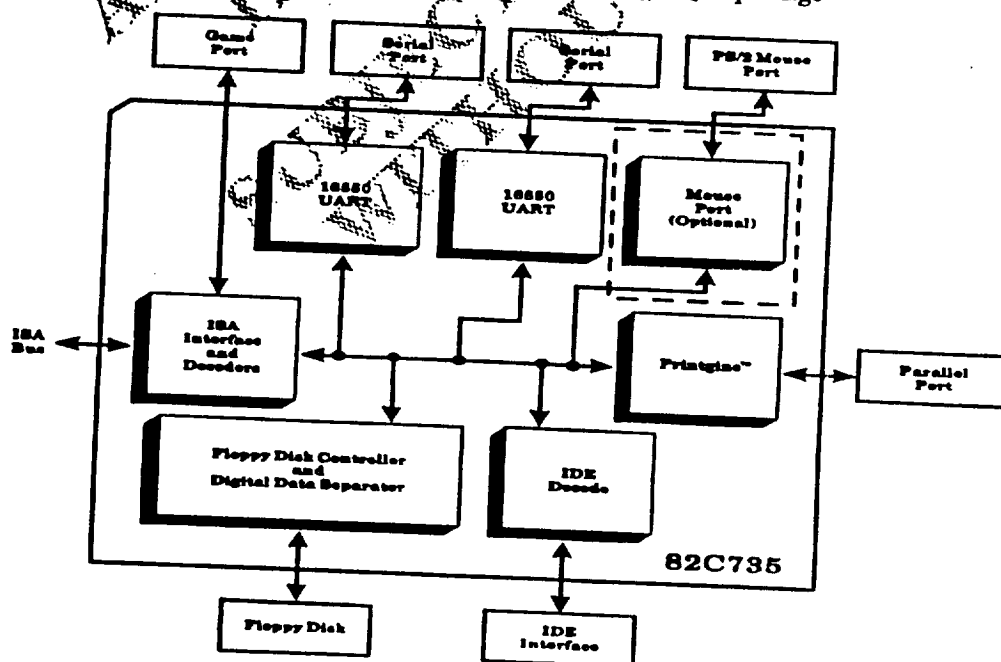 Game
Port
Serial
Port
Serial
Port
PS/2 Mouse
Port
16550
UART
16550
UART
Mouse
Port
(Optional)
ISA
Bus
ISA
Interface
and
Decoders
Printgine™
Parallel
Port
Floppy Disk Controller
and
Digital Data Separator
IDE
Decode
82C735
Floppy Disk
IDE
Interface